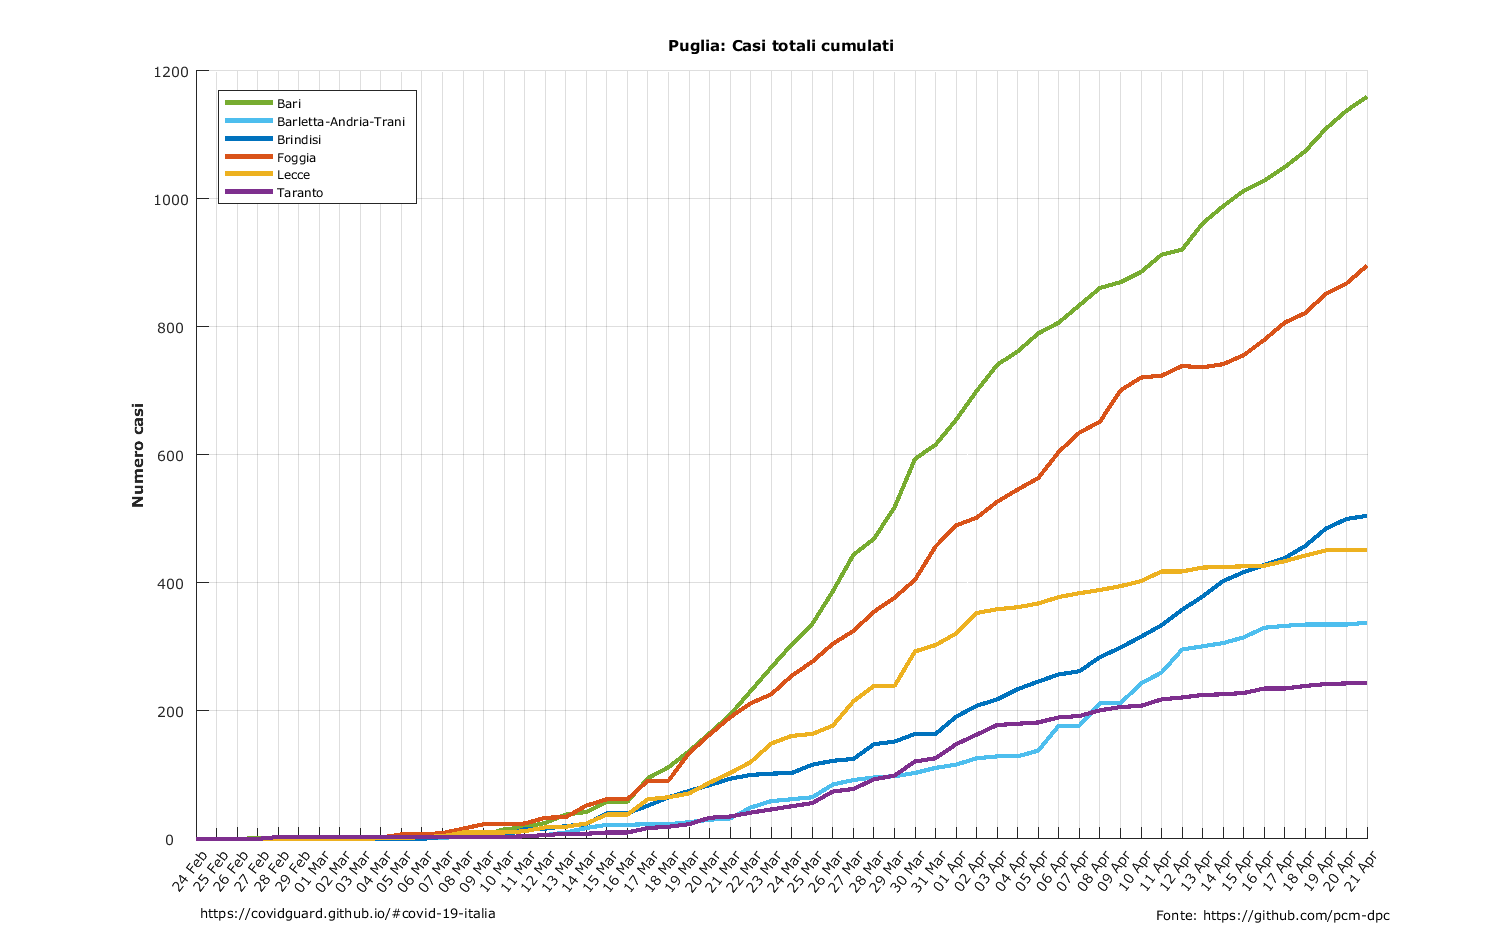 Puglia: Casi totali cumulati
1200
1000
800
600
400
200
0
Numero casi
Bari
Barletta-Andria-Trani
Brindisi
Foggia
Lecce
Taranto
24 Feb
25 Feb
26 Feb
27 Feb
28 Feb
29 Feb
01 Mar
02 Mar
03 Mar
04 Mar
05 Mar
06 Mar
07 Mar
08 Mar
09 Mar
10 Mar
11 Mar
12 Mar
13 Mar
14 Mar
15 Mar
16 Mar
17 Mar
18 Mar
19 Mar
20 Mar
21 Mar
22 Mar
23 Mar
24 Mar
25 Mar
26 Mar
27 Mar
28 Mar
29 Mar
30 Mar
31 Mar
01 Apr
02 Apr
03 Apr
04 Apr
05 Apr
06 Apr
07 Apr
08 Apr
09 Apr
10 Apr
11 Apr
12 Apr
13 Apr
14 Apr
15 Apr
16 Apr
17 Apr
18 Apr
19 Apr
20 Apr
21 Apr
https://covidguard.github.io/#covid-19-italia
Fonte: https://github.com/pcm-dpc